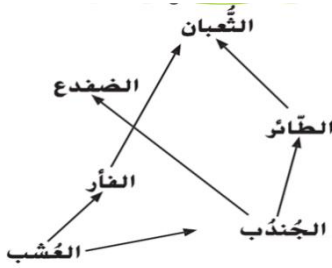 الثُّعبان
الضفدع
الطّائر
الفأر
الجُندُب
العُشب